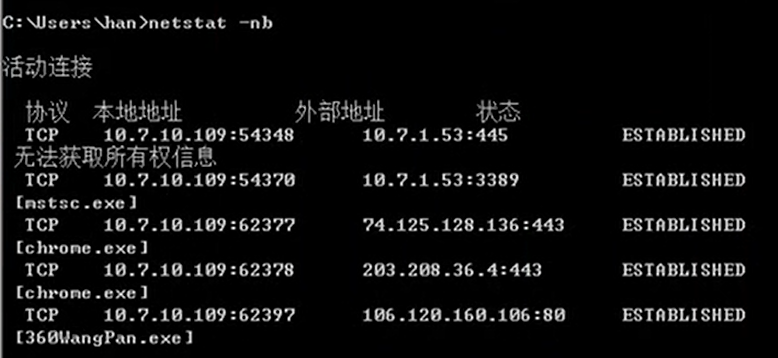 C:\Users\han>netstat -nb
活动连接
协议 本地地址 外部地址 状态
TCP 10.7.10.109:54348 10.7.1.53:445 ESTABLISHED
无法获取所有权信息
TCP 10.7.10.109:54370 10.7.1.53:3389 ESTABLISHED
[mstsc.exe]
TCP 10.7.10.109:62377 74.125.128.136:443 ESTABLISHED
[chrome.exe]
TCP 10.7.10.109:62378 203.208.36.4:443 ESTABLISHED
[chrome.exe]
TCP 10.7.10.109:62397 106.120.160.106:80 ESTABLISHED
[360WangPan.exe]